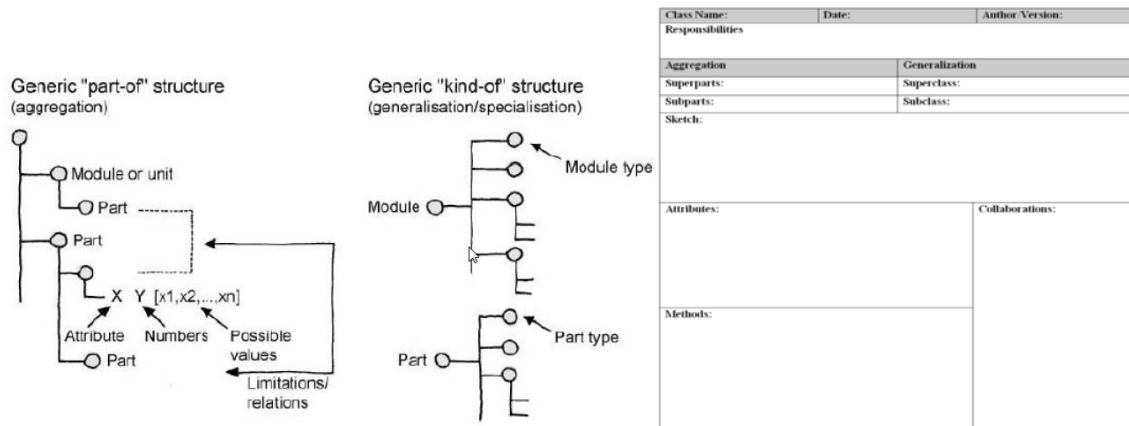 Generic "part-of" structure
(aggregation)
Module or unit
Part
Part
X Y [x1,x2,...,xn]
Attribute Numbers Possible
values
Part
Limitations/
relations
Generic "kind-of" structure
(generalisation/specialisation)
Module type
Module
Part type
Part
Class Name: Date: Author/Version:
Responsibilities
Aggregation Generalization
Superparts: Superclass:
Subparts: Subclass:
Sketch:
Attributes: Collaborations:
Methods: